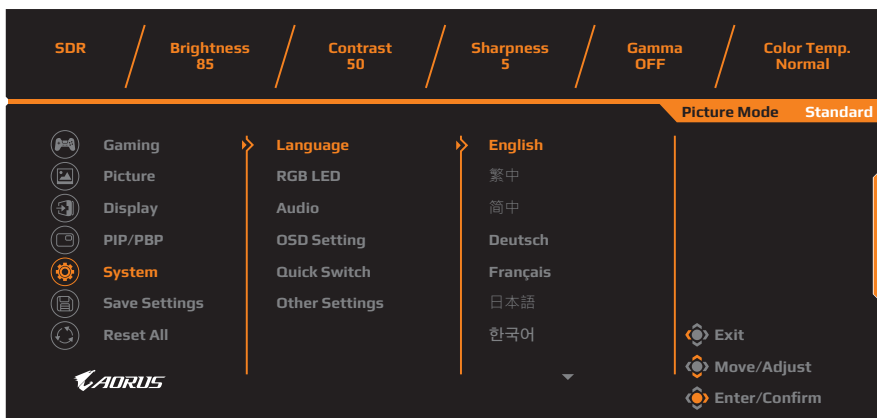 SDR
Brightness
85
Contrast
50
Sharpness
5
Gamma
OFF
Color Temp.
Normal
Picture Mode Standard
Gaming
Picture
Display
PIP/PBP
System
Save Settings
Reset All
Language
RGB LED
Audio
OSD Setting
Quick Switch
Other Settings
English
繁中
简中
Deutsch
Français
日本語
한국어
Exit
Move/Adjust
Enter/Confirm
AORUS